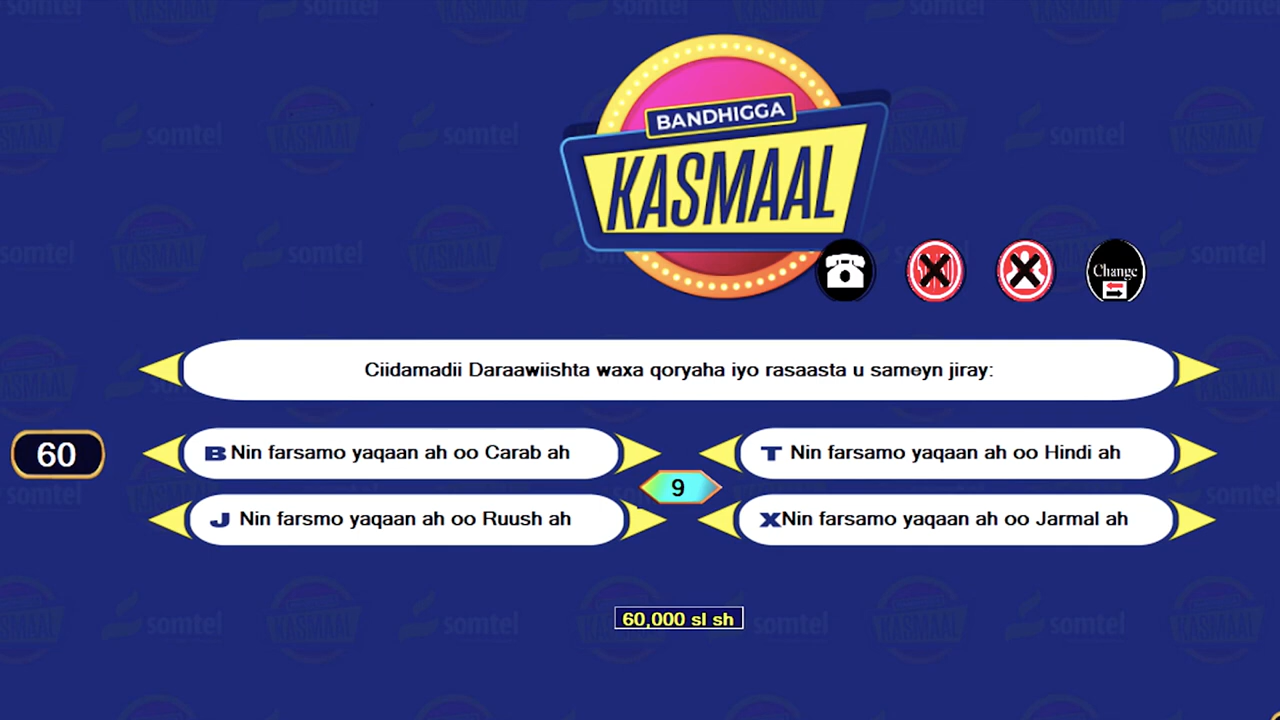 BANDHIGGA
KASMAAL
Change
Ciidamadii Daraawiishta waxa qoryaha iyo rasaasta u sameyn jiray:
60
B Nin farsamo yaqaan ah oo Carab ah
T Nin farsamo yaqaan ah oo Hindi ah
9
J Nin farsmo yaqaan ah oo Ruush ah
X Nin farsamo yaqaan ah oo Jarmal ah
60,000 sl sh
somtel